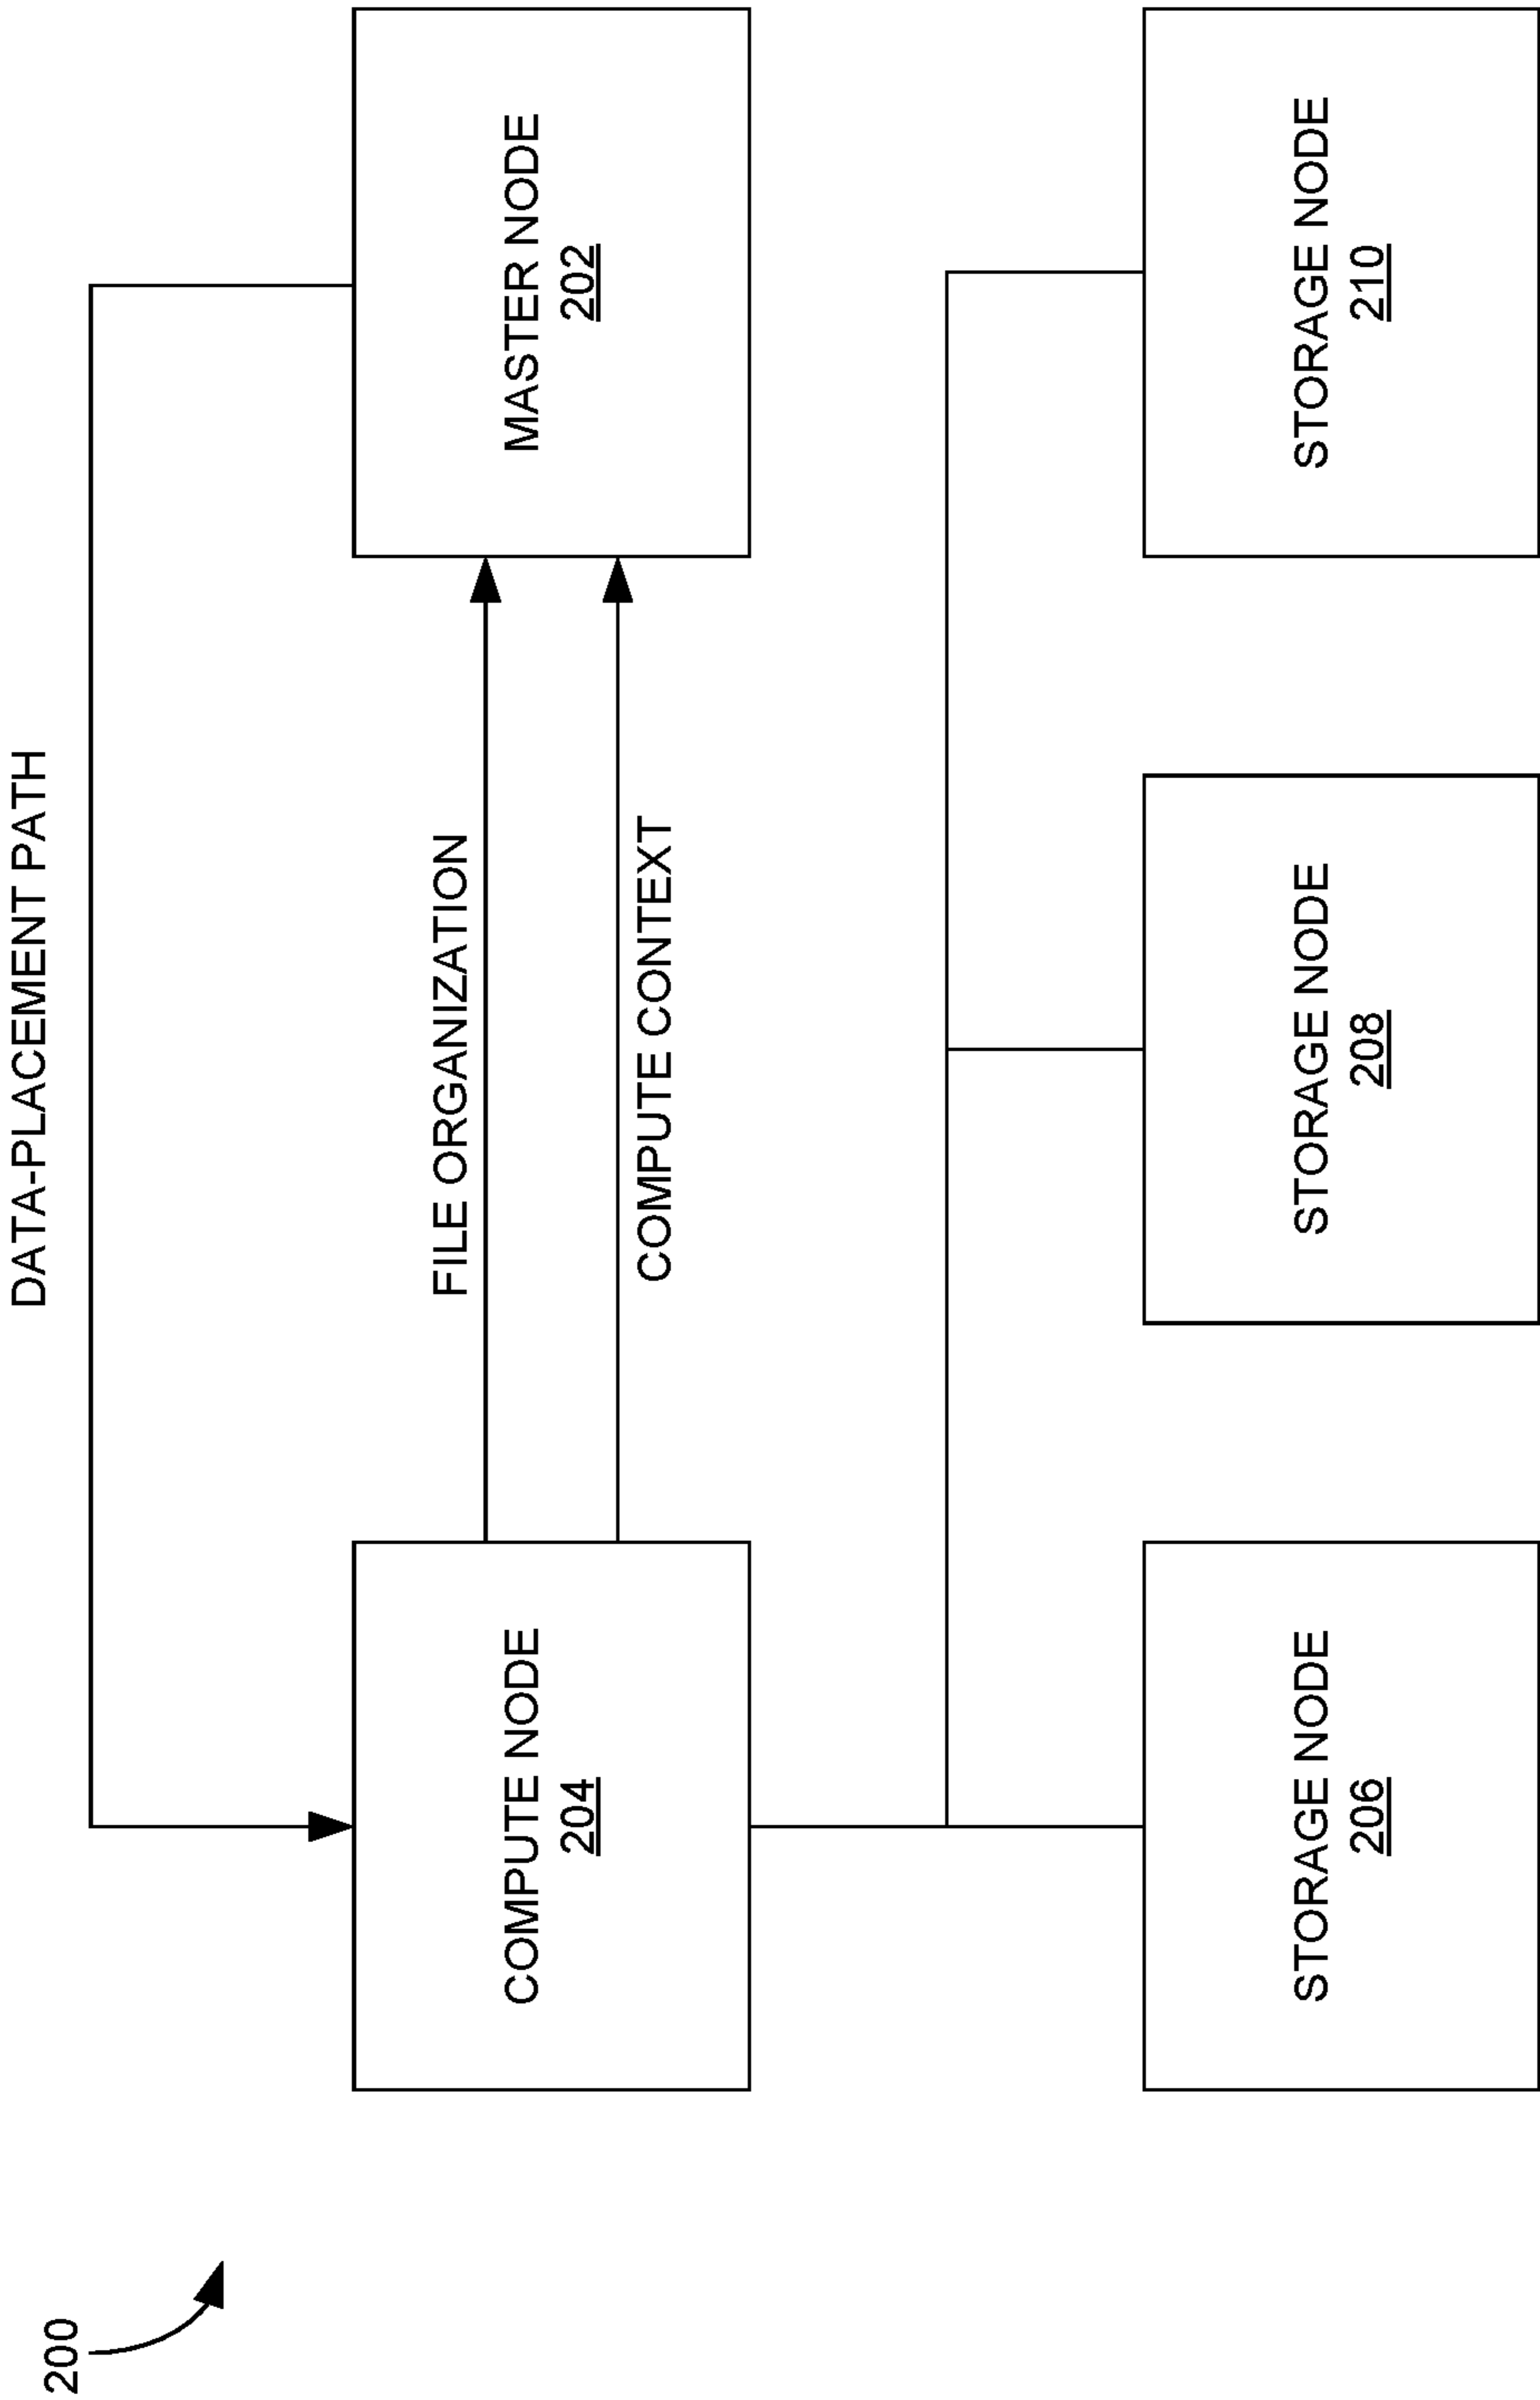 200
DATA-PLACEMENT PATH
COMPUTE NODE
204
FILE ORGANIZATION
COMPUTE CONTEXT
MASTER NODE
202
STORAGE NODE
206
STORAGE NODE
208
STORAGE NODE
210